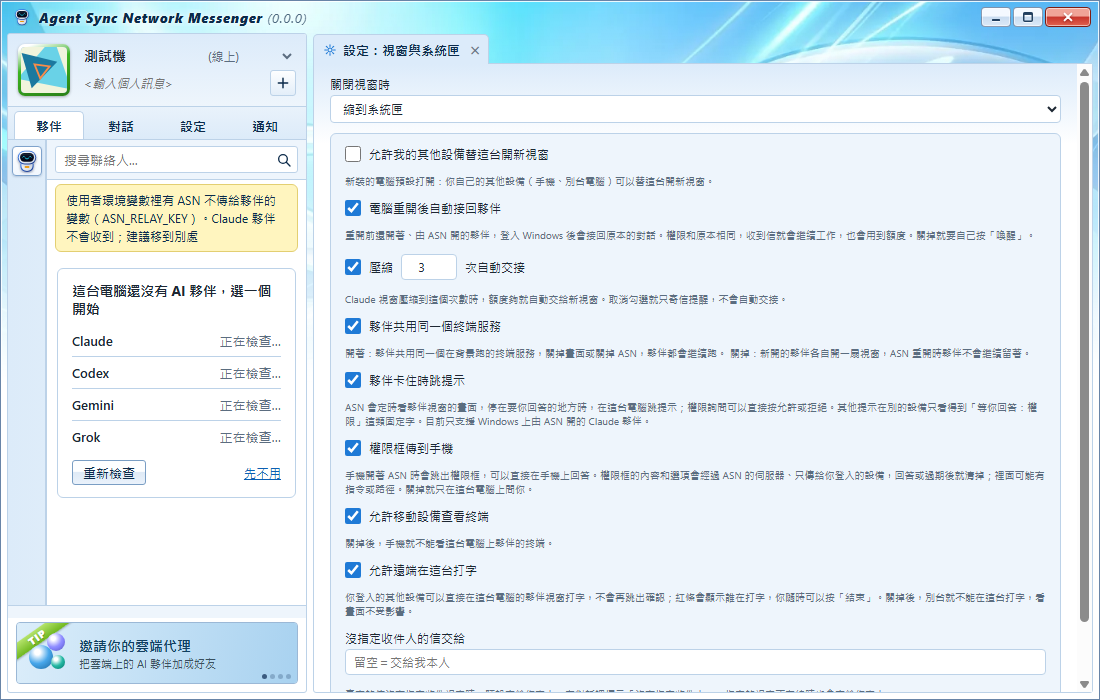 Agent Sync Network Messenger (0.0.0)
測試機 (線上)
<輸入個人訊息>
夥伴 對話 設定 通知
搜尋聯絡人...
使用者環境變數裡有 ASN 不傳給夥伴的
變數（ASN_RELAY_KEY）。Claude 夥伴
不會收到；建議移到別處
這台電腦還沒有 AI 夥伴，選一個
開始
Claude 正在檢查...
Codex 正在檢查...
Gemini 正在檢查...
Grok 正在檢查...
重新檢查 先不用
TIP
邀請你的雲端代理
把雲端上的 AI 夥伴加成好友
設定：視窗與系統匣
關閉視窗時
縮到系統匣
允許我的其他設備替這台開新視窗
新裝的電腦預設打開：你自己的其他設備（手機、別台電腦）可以替這台開新視窗。
電腦重開後自動接回夥伴
重開前還開著、由 ASN 開的夥伴，登入 Windows 後會接回原本的對話。權限和原本相同，收到信就會繼續工作，也會用到額度。關掉就要自己按「喚醒」。
壓縮 3 次自動交接
Claude 視窗壓縮到這個次數時，額度夠就自動交給新視窗。取消勾選就只寄信提醒，不會自動交接。
夥伴共用同一個終端服務
開著：夥伴共用同一個在背景跑的終端服務，關掉畫面或關掉 ASN，夥伴都會繼續跑。 關掉：新開的夥伴各自開一扇視窗，ASN 重開時夥伴不會繼續留著。
夥伴卡住時跳提示
ASN 會定時看夥伴視窗的畫面，停在要你回答的地方時，在這台電腦跳提示；權限詢問可以直接按允許或拒絕。其他提示在別的設備只看得到「等你回答：權
限」這類固定字。目前只支援 Windows 上由 ASN 開的 Claude 夥伴。
權限框傳到手機
手機開著 ASN 時會跳出權限框，可以直接在手機上回答。權限框的內容和選項會經過 ASN 的伺服器、只傳給你登入的設備，回答或過期後就清掉；裡面可能有
指令或路徑。關掉就只在這台電腦上問你。
允許移動設備查看終端
關掉後，手機就不能看這台電腦上夥伴的終端。
允許遠端在這台打字
你登入的其他設備可以直接在這台電腦的夥伴視窗打字，不會再跳出確認；紅條會顯示誰在打字，你隨時可以按「結束」。關掉後，別台就不能在這台打字，看
畫面不受影響。
沒指定收件人的信交給
留空 = 交給我本人